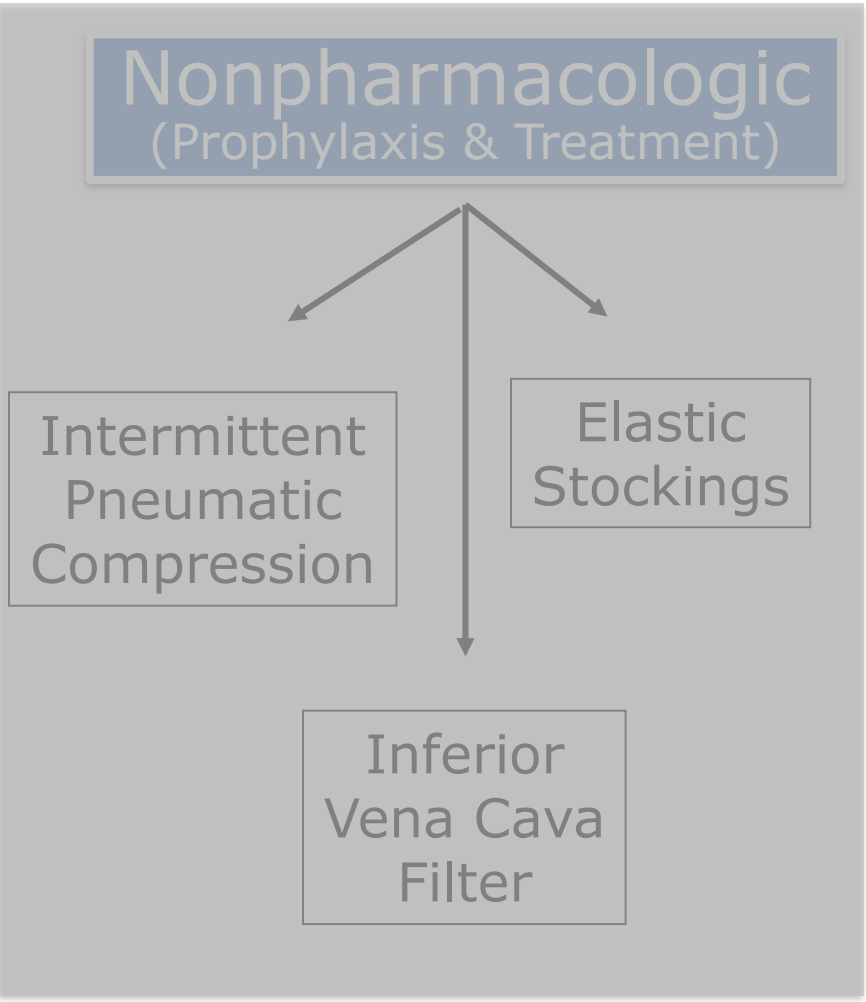 Nonpharmacologic
(Prophylaxis & Treatment)
Intermittent
Pneumatic
Compression
Elastic
Stockings
Inferior
Vena Cava
Filter